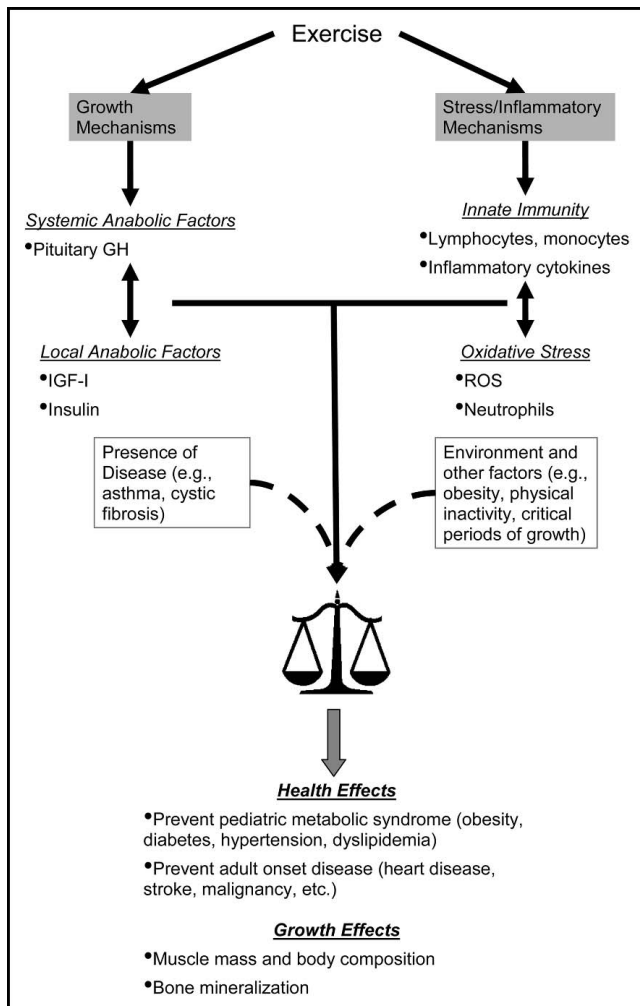 Exercise
Growth
Mechanisms
Stress/Inflammatory
Mechanisms
Systemic Anabolic Factors
•Pituitary GH
Innate Immunity
•Lymphocytes, monocytes
•Inflammatory cytokines
Local Anabolic Factors
•IGF-I
•Insulin
Oxidative Stress
•ROS
•Neutrophils
Presence of
Disease (e.g.,
asthma, cystic
fibrosis)
Environment and
other factors (e.g.,
obesity, physical
inactivity, critical
periods of growth)
Health Effects
•Prevent pediatric metabolic syndrome (obesity,
diabetes, hypertension, dyslipidemia)
•Prevent adult onset disease (heart disease,
stroke, malignancy, etc.)
Growth Effects
•Muscle mass and body composition
•Bone mineralization